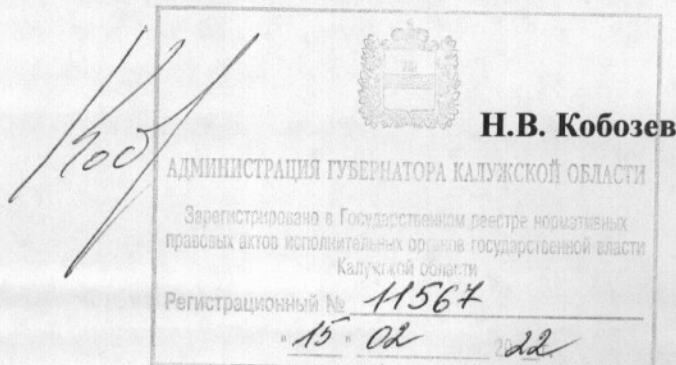 Н.В. Кобозев
АДМИНИСТРАЦИЯ ГУБЕРНАТОРА КАЛУЖСКОЙ ОБЛАСТИ
Зарегистрировано в Государственном реестре нормативных
правовых актов исполнительных органов государственной власти
Калужской области
Регистрационный № 11567
" 15 " 02 2022 г.